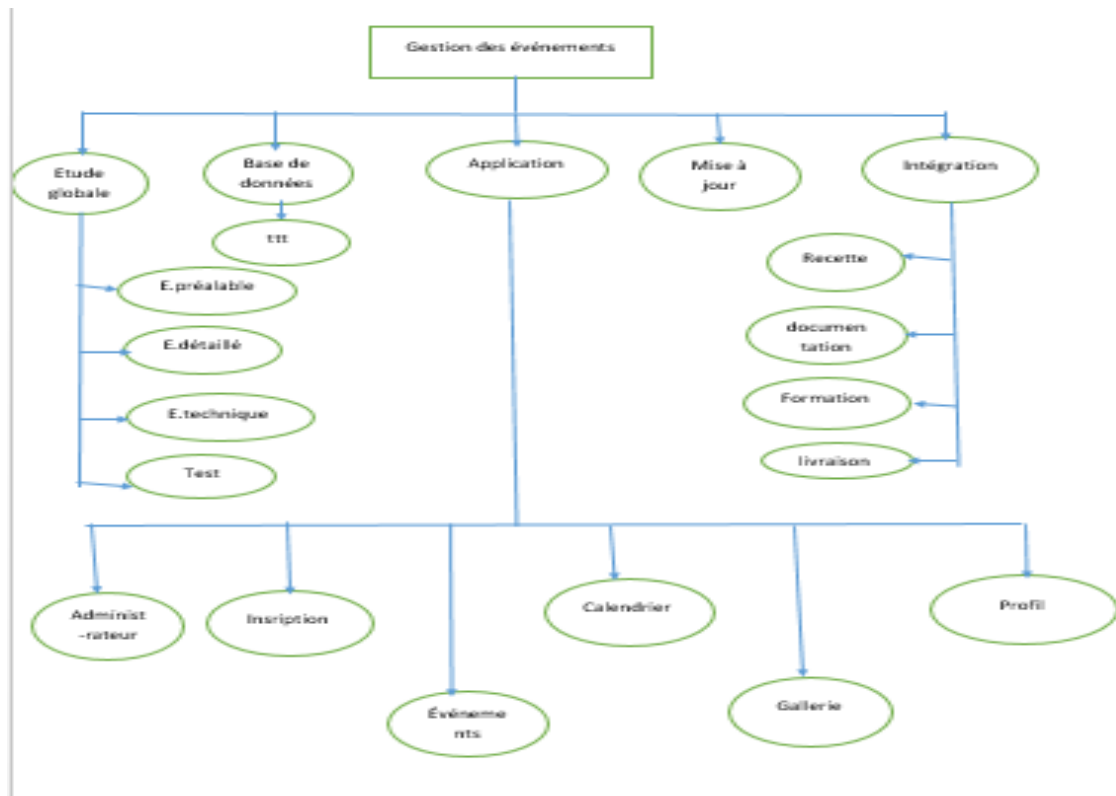 Gestion des événements
Etude
globale
Base de
données
Application
Mise à
jour
Intégration
ttt
E.préalable
E.détaillé
E.technique
Test
Recette
documen
tation
Formation
livraison
Administ
-rateur
Insription
Événeme
nts
Calendrier
Gallerie
Profil